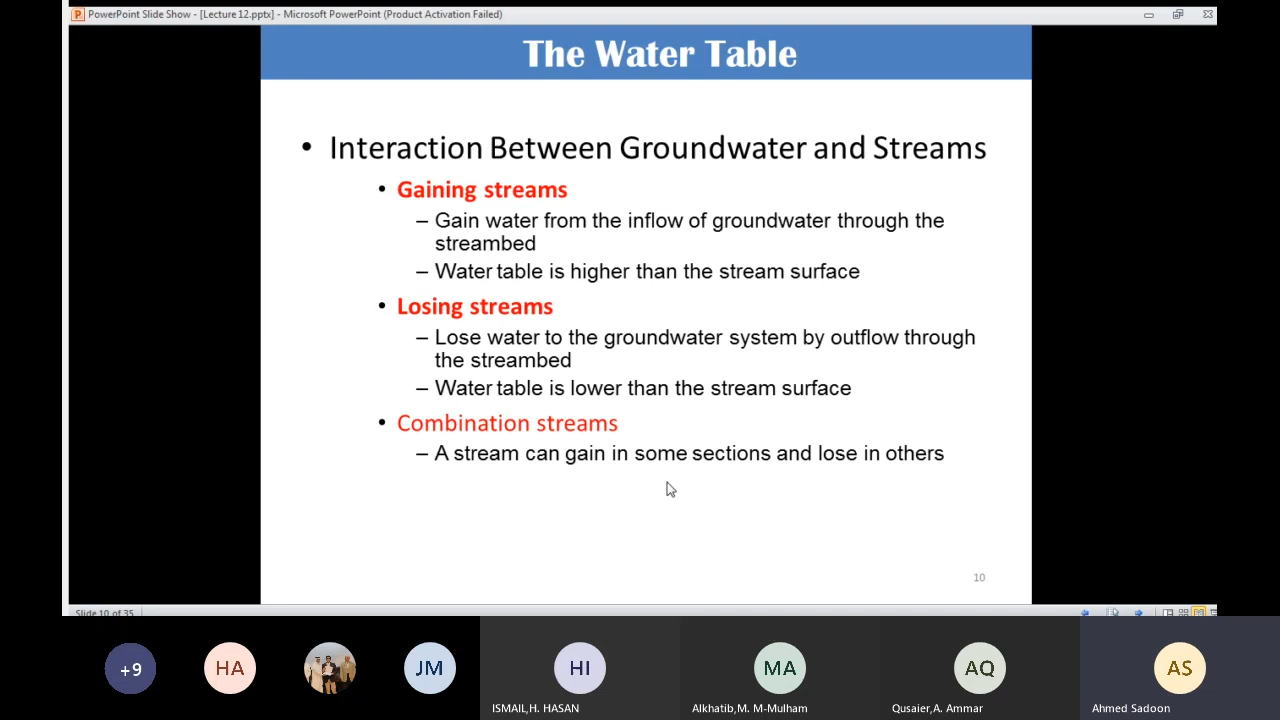 PowerPoint Slide Show - [Lecture 12.pptx] - Microsoft PowerPoint (Product Activation Failed)
The Water Table
• Interaction Between Groundwater and Streams
• Gaining streams
– Gain water from the inflow of groundwater through the
streambed
– Water table is higher than the stream surface
• Losing streams
– Lose water to the groundwater system by outflow through
the streambed
– Water table is lower than the stream surface
• Combination streams
– A stream can gain in some sections and lose in others
10
Slide 10 of 35
+9
HA
JM
HI
MA
AQ
AS
ISMAIL,H. HASAN
Alkhatib,M. M-Mulham
Qusaier,A. Ammar
Ahmed Sadoon